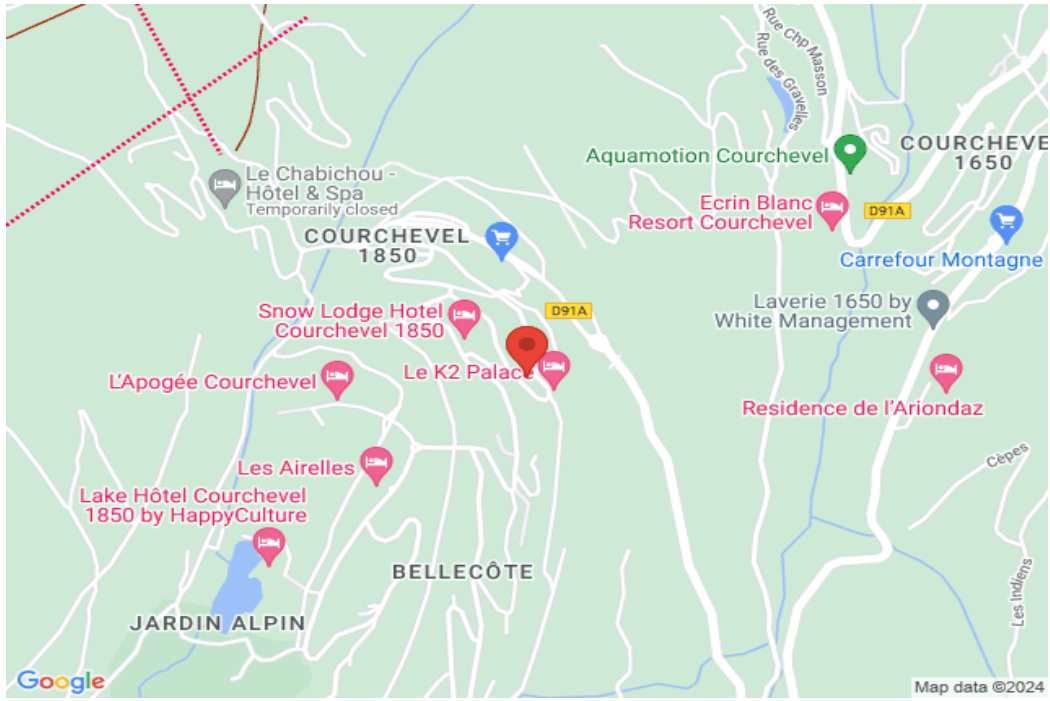 Rue Chp Masson
Rue des Gravelles
Aquamotion Courchevel
COURCHEVE
1650
Le Chabichou -
Hôtel & Spa
Temporarily closed
Ecrin Blanc
Resort Courchevel
D91A
COURCHEVEL
1850
Carrefour Montagne
Snow Lodge Hotel
Courchevel 1850
D91A
Laverie 1650 by
White Management
Le K2 Palace
L'Apogée Courchevel
Residence de l'Ariondaz
Les Airelles
Cèpes
Lake Hôtel Courchevel
1850 by HappyCulture
BELLECÔTE
Les Indiens
JARDIN ALPIN
Google
Map data ©2024